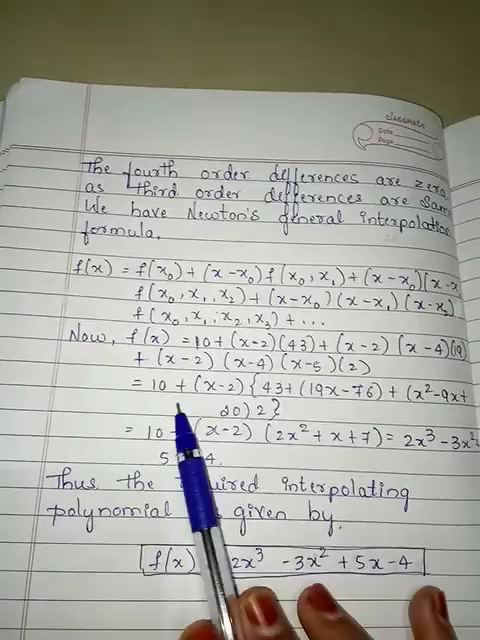 classmate
Date
Page
The fourth order differences are zero
as third order differences are Sam
We have Newton's general interpolation
formula.
f(x) = f(x₀) + (x-x₀) f(x₀, x₁) + (x-x₀)(x-x
f(x₀, x₁, x₂) + (x-x₀) (x-x₁) (x-x₂)
f(x₀, x₁, x₂, x₃) + ...
Now, f(x) = 10 + (x-2) (43) + (x-2) (x-4) (19)
+ (x-2) (x-4) (x-5) (2)
= 10 + (x-2) {43 + (19x-76) + (x²-9x+
20) 2}
= 10 (x-2) (2x² + x + 7) = 2x³ - 3x²
5 4.
Thus the uired interpolating
polynomial given by.
f(x) 2x³ - 3x² + 5x - 4